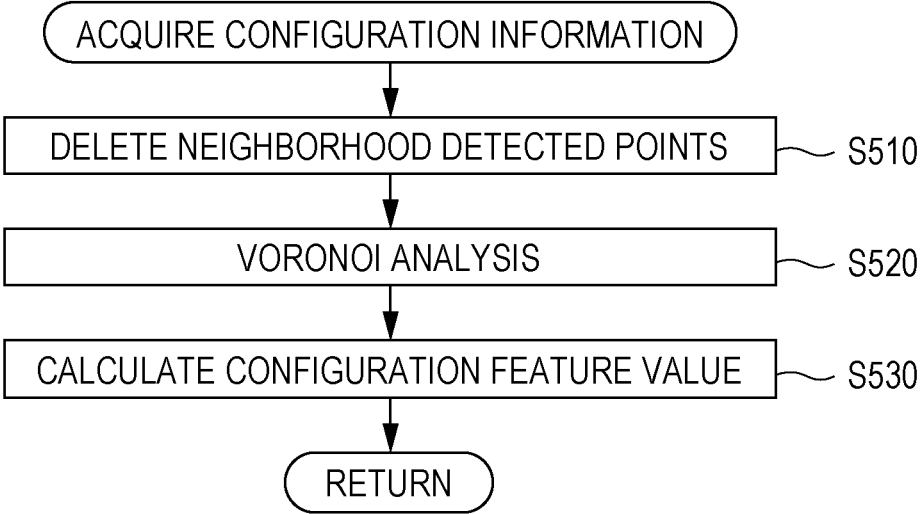 ACQUIRE CONFIGURATION INFORMATION
DELETE NEIGHBORHOOD DETECTED POINTS
S510
VORONOI ANALYSIS
S520
CALCULATE CONFIGURATION FEATURE VALUE
S530
RETURN